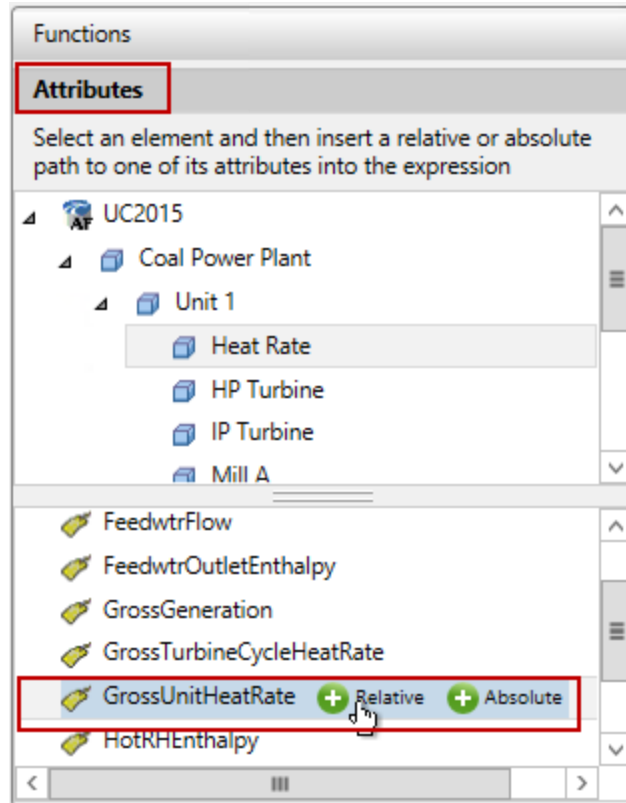 Functions
Attributes
Select an element and then insert a relative or absolute
path to one of its attributes into the expression
AF UC2015
Coal Power Plant
Unit 1
Heat Rate
HP Turbine
IP Turbine
Mill A
FeedwtrFlow
FeedwtrOutletEnthalpy
GrossGeneration
GrossTurbineCycleHeatRate
GrossUnitHeatRate Relative Absolute
HotRHEnthalpy